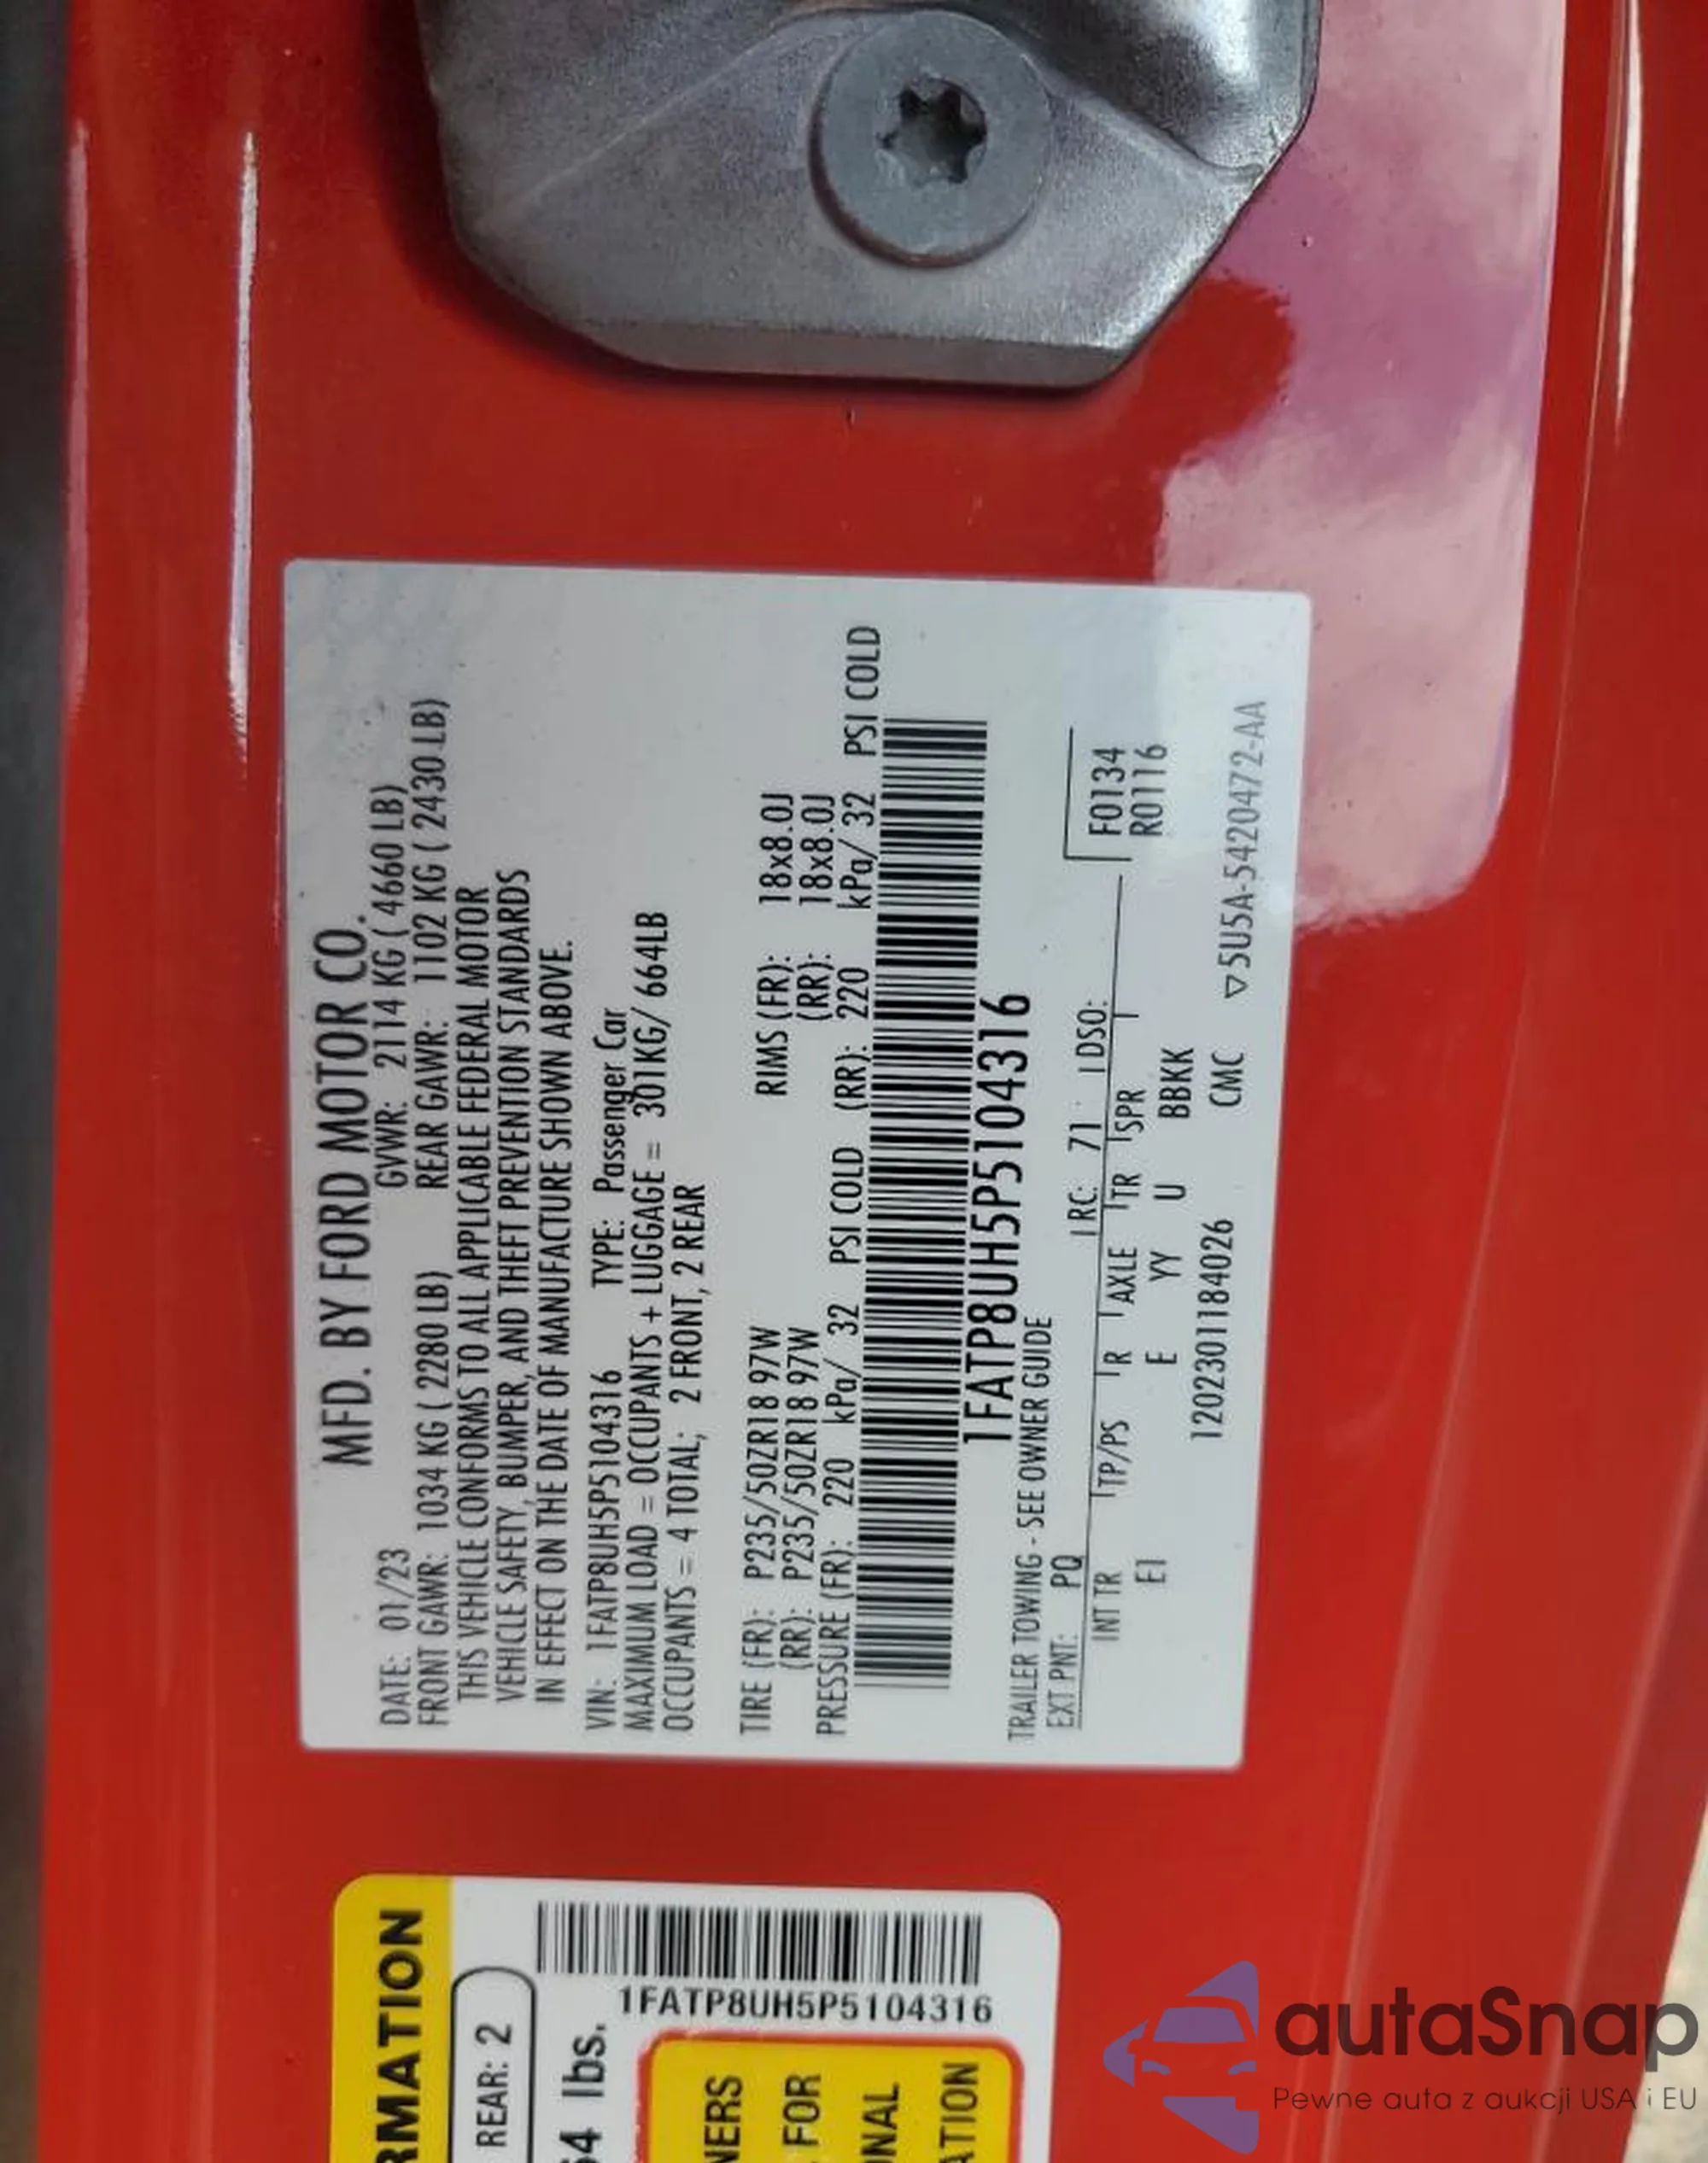 MFD. BY FORD MOTOR CO.
DATE: 01/23 GVWR: 2114 KG ( 4660 LB)
FRONT GAWR: 1034 KG ( 2280 LB) REAR GAWR: 1102 KG ( 2430 LB)
THIS VEHICLE CONFORMS TO ALL APPLICABLE FEDERAL MOTOR
VEHICLE SAFETY, BUMPER, AND THEFT PREVENTION STANDARDS
IN EFFECT ON THE DATE OF MANUFACTURE SHOWN ABOVE.
VIN: 1FATP8UH5P5104316 TYPE: Passenger Car
MAXIMUM LOAD = OCCUPANTS + LUGGAGE = 301KG/ 664LB
OCCUPANTS = 4 TOTAL; 2 FRONT, 2 REAR
TIRE (FR): P235/50ZR18 97W RIMS (FR): 18x8.0J
(RR): P235/50ZR18 97W (RR): 18x8.0J
PRESSURE (FR): 220 kPa/ 32 PSI COLD (RR): 220 kPa/ 32 PSI COLD
1FATP8UH5P5104316
TRAILER TOWING - SEE OWNER GUIDE
EXT PNT: PQ RC: 71 DSO: F0134
INT TR TP/PS R AXLE TR SPR R0116
E1 E YY U BBKK
1202301184026 CMC ▽5U5A-5420472-AA
RMATION
REAR: 2
64 lbs.
1FATP8UH5P5104316
NERS
FOR
ONAL
ATION
autaSnap
Pewne auta z aukcji USA i EU